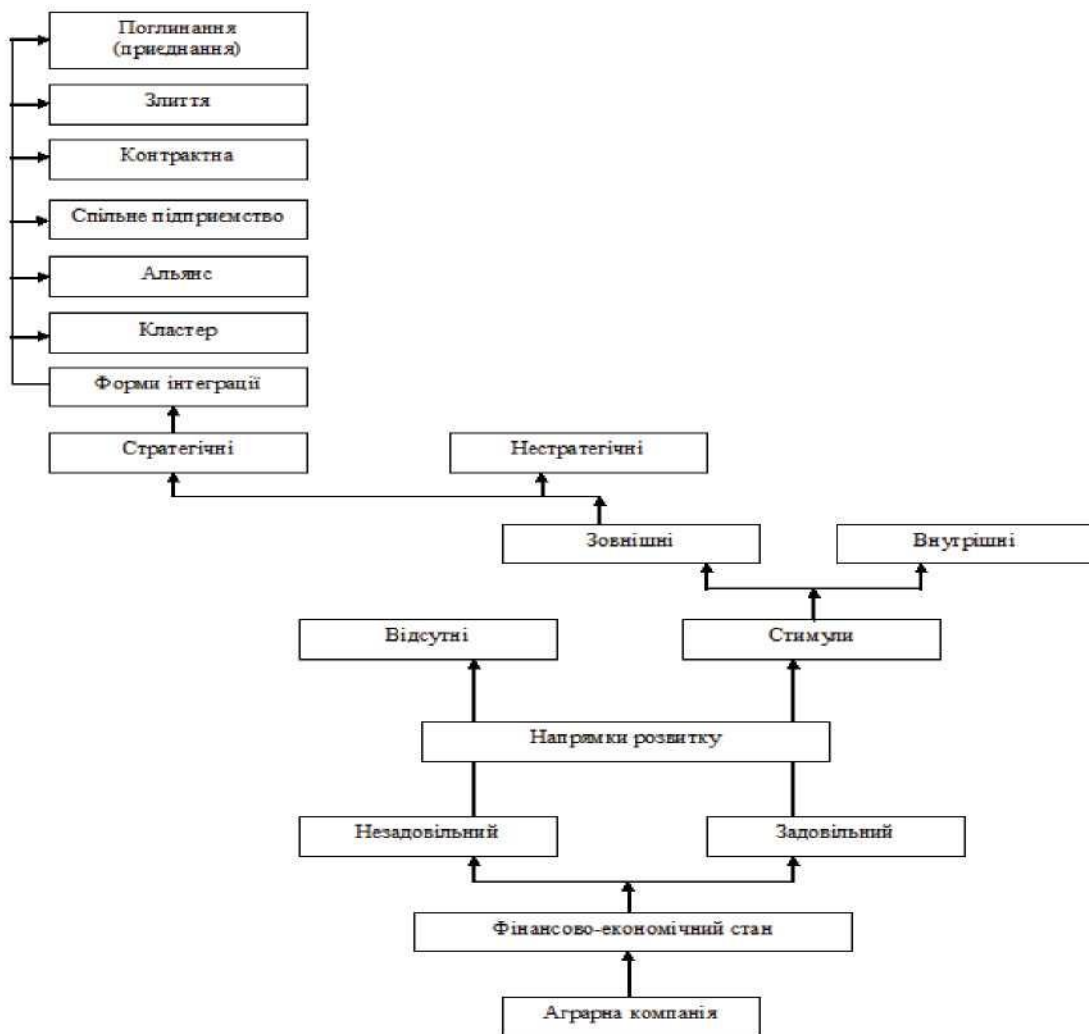 Поглинання
(приєднання)
Злиття
Контрактна
Спільне підприємство
Альянс
Кластер
Форми інтеграції
Стратегічні
Нестратегічні
Зовнішні
Внутрішні
Відсутні
Стимули
Напрямки розвитку
Незадовільний
Задовільний
Фінансово-економічний стан
Аграрна компанія